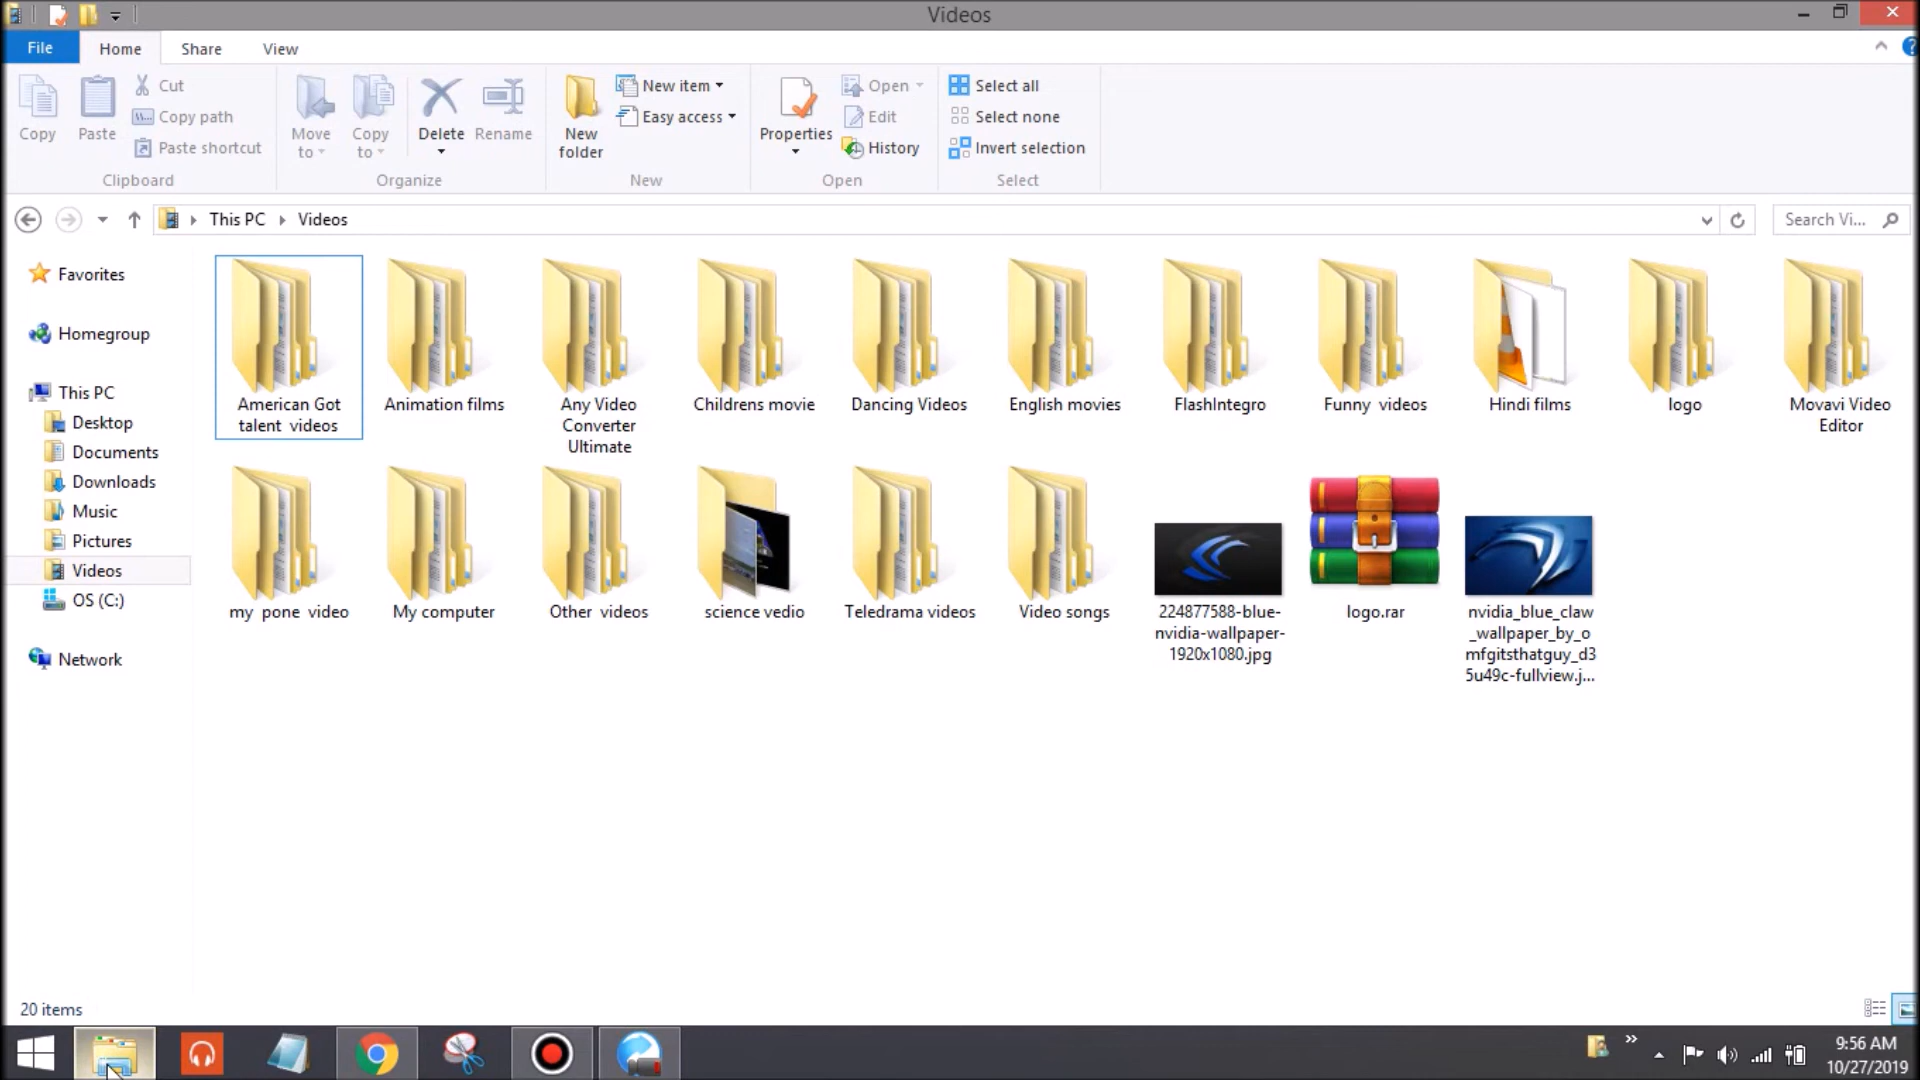 Videos
File Home Share View
Copy
Paste
Cut
Copy path
Paste shortcut
Clipboard
Move to
Copy to
Delete
Rename
Organize
New folder
New item
Easy access
New
Properties
Open
Edit
History
Open
Select all
Select none
Invert selection
Select
This PC Videos
Search Vi...
Favorites
Homegroup
This PC
Desktop
Documents
Downloads
Music
Pictures
Videos
OS (C:)
Network
American Got
talent videos
Animation films
Any Video
Converter
Ultimate
Childrens movie
Dancing Videos
English movies
FlashIntegro
Funny videos
Hindi films
logo
Movavi Video
Editor
my pone video
My computer
Other videos
science vedio
Teledrama videos
Video songs
224877588-blue-
nvidia-wallpaper-
1920x1080.jpg
logo.rar
nvidia_blue_claw
_wallpaper_by_o
mfgitsthatguy_d3
5u49c-fullview.j...
20 items
9:56 AM
10/27/2019